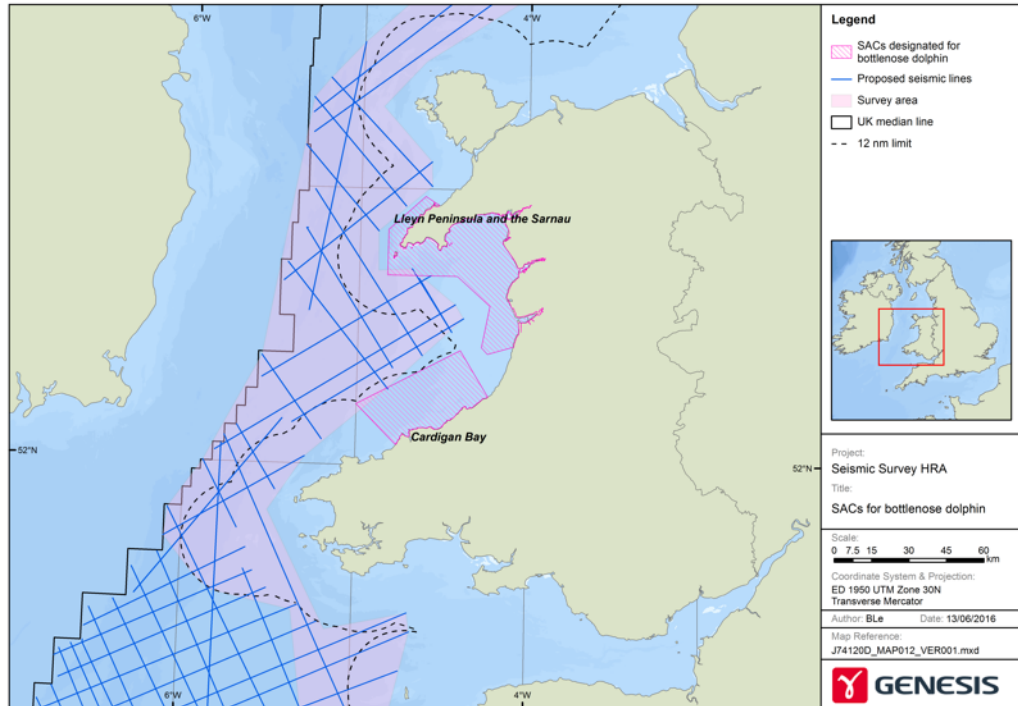 6°W
4°W
Lleyn Peninsula and the Sarnau
52°N
Cardigan Bay
52°N
6°W
4°W
Legend
SACs designated for
bottlenose dolphin
Proposed seismic lines
Survey area
UK median line
12 nm limit
Project:
Seismic Survey HRA
Title:
SACs for bottlenose dolphin
Scale:
0 7.5 15 30 45 60
km
Coordinate System & Projection:
ED 1950 UTM Zone 30N
Transverse Mercator
Author: BLe Date: 13/06/2016
Map Reference:
J74120D_MAP012_VER001.mxd
GENESIS